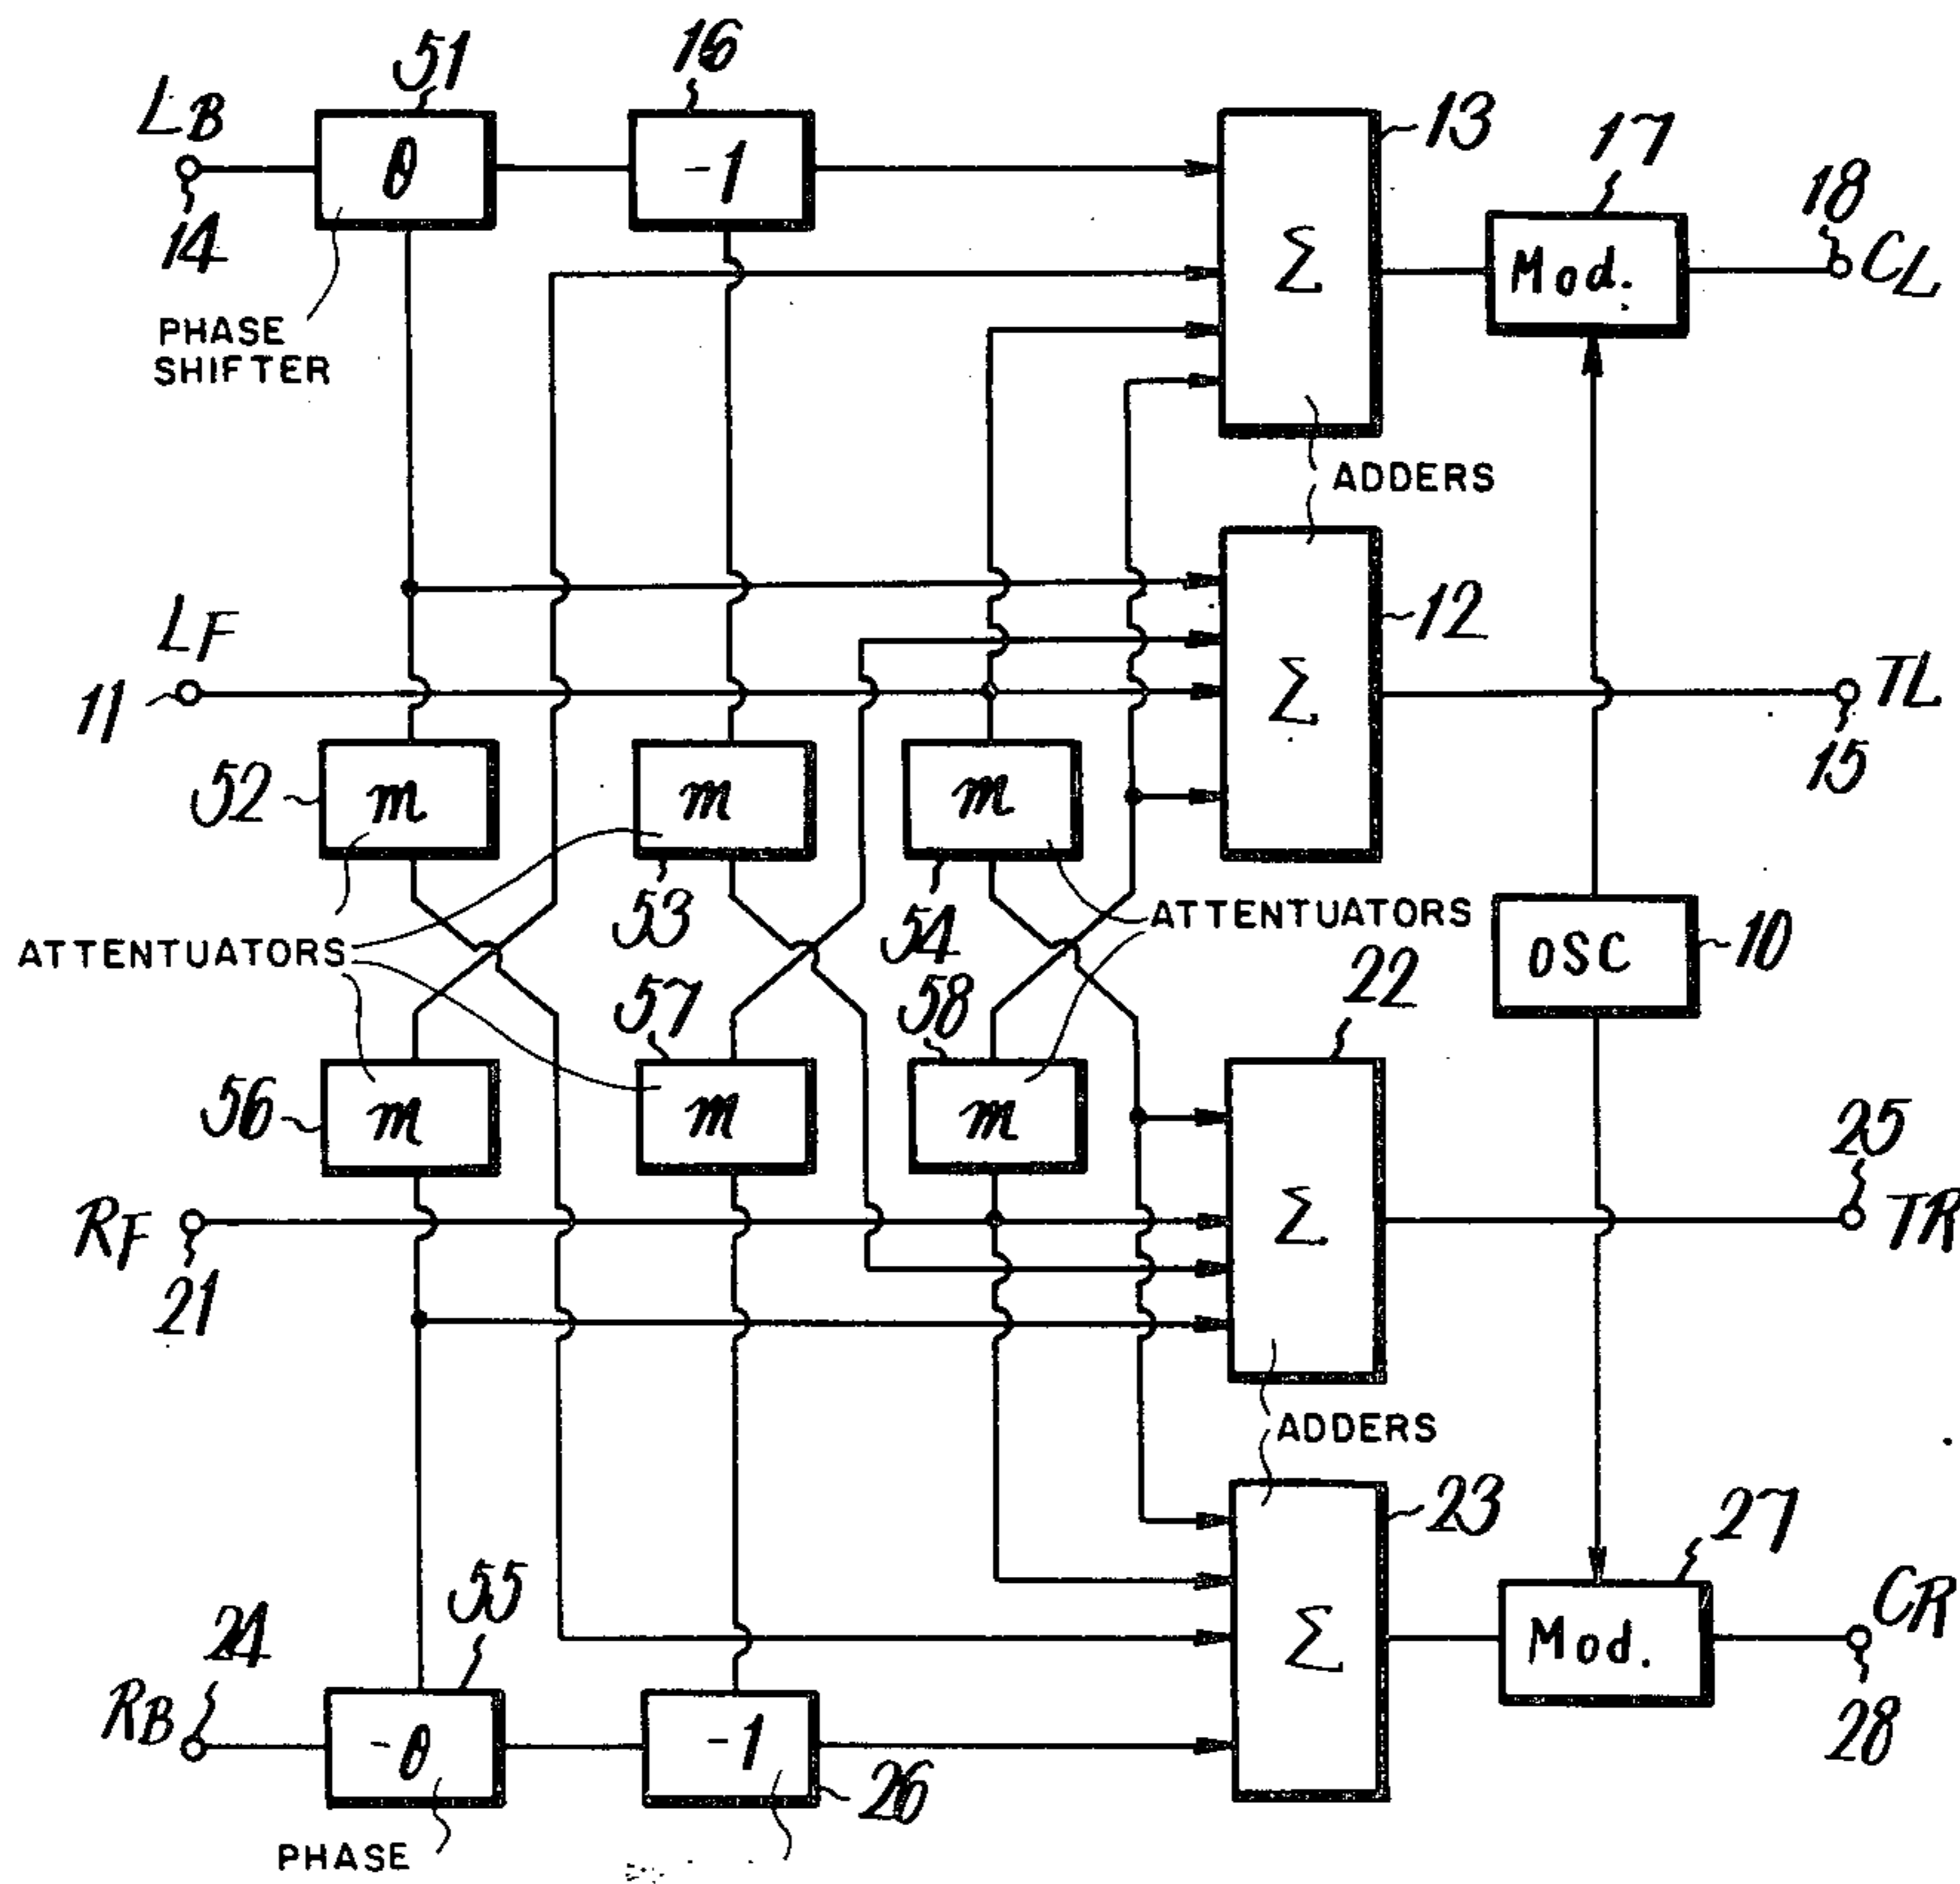 51
16
LB
θ
-1
13
17
18
CL
14
Σ
Mod.
PHASE
SHIFTER
ADDERS
LF
12
11
Σ
TL
15
52
m
m
m
53
54
ATTENTUATORS
ATTENTUATORS
OSC
10
22
57
58
56
m
m
m
25
RF
Σ
TR
21
ADDERS
23
27
55
24
CR
Σ
Mod.
RB
-θ
-1
26
28
PHASE